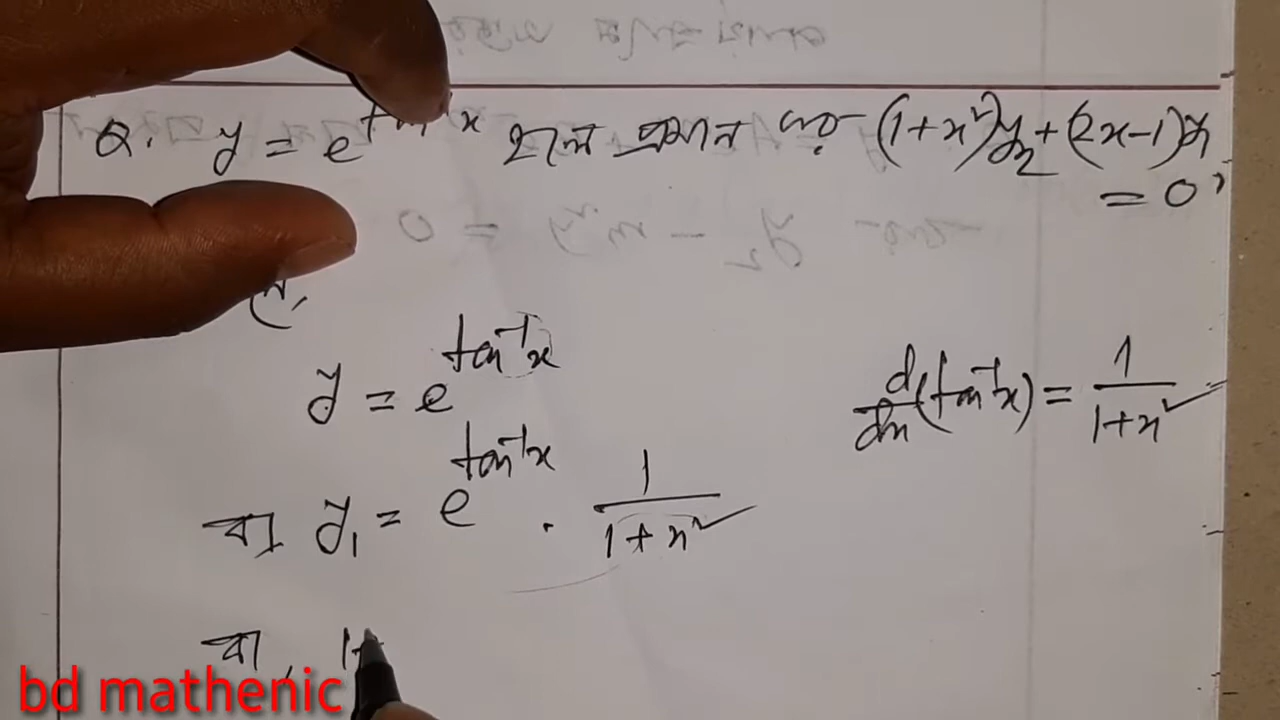 Q. y = e^{tan⁻¹x} হলে প্রমাণ কর (1+x²)y₂+(2x-1)y₁
= 0
y = e^{tan⁻¹x}
d/dx(tan⁻¹x) = 1/(1+x²)
বা, y₁ = e^{tan⁻¹x} · 1/(1+x²)
বা, 1+
bd mathenic